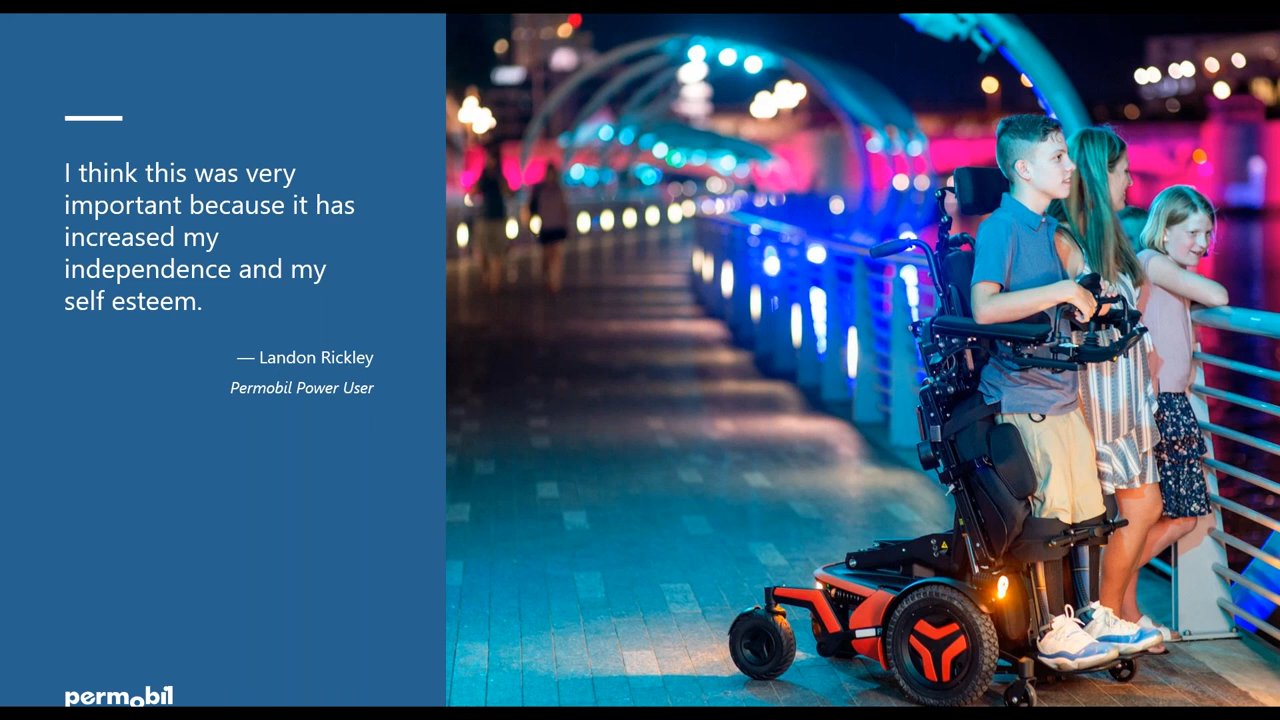 I think this was very
important because it has
increased my
independence and my
self esteem.
— Landon Rickley
Permobil Power User
permobil